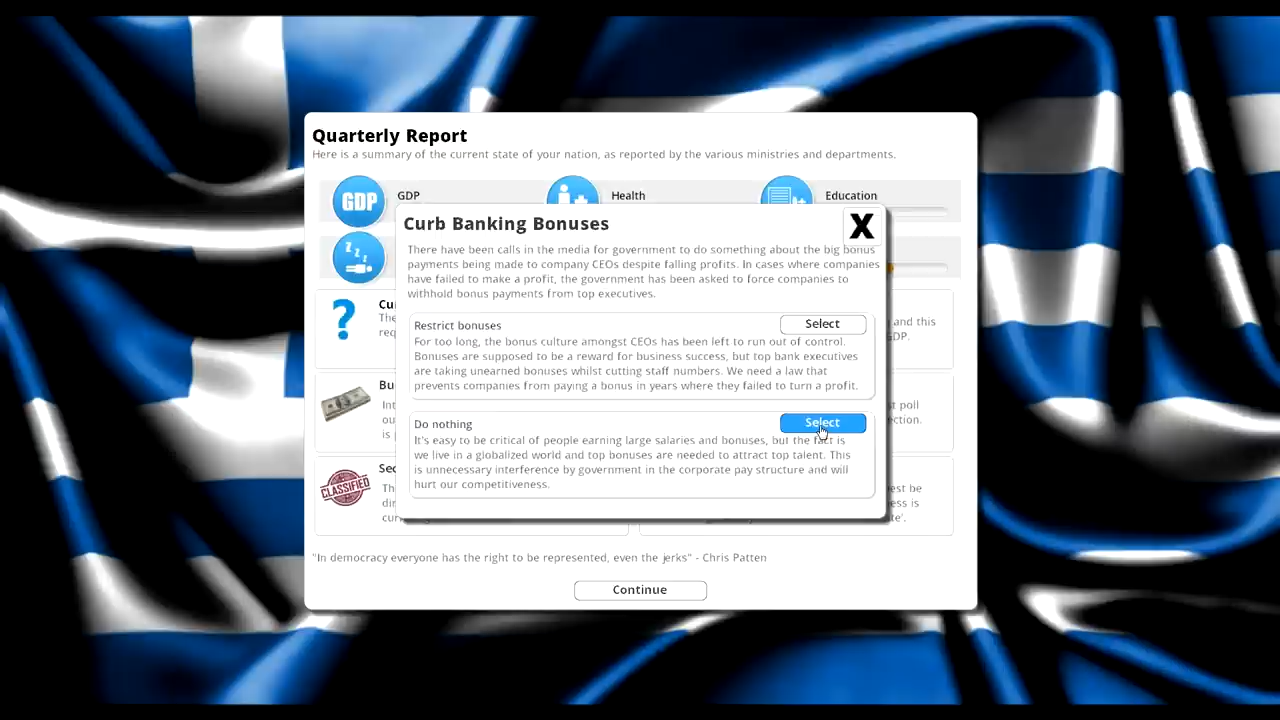 Quarterly Report
Here is a summary of the current state of your nation, as reported by the various ministries and departments.
GDP
GDP
Health
Education
Curb Banking Bonuses
X
There have been calls in the media for government to do something about the big bonus
payments being made to company CEOs despite falling profits. In cases where companies
have failed to make a profit, the government has been asked to force companies to
withhold bonus payments from top executives.
Restrict bonuses
Select
For too long, the bonus culture amongst CEOs has been left to run out of control.
Bonuses are supposed to be a reward for business success, but top bank executives
are taking unearned bonuses whilst cutting staff numbers. We need a law that
prevents companies from paying a bonus in years where they failed to turn a profit.
Do nothing
Select
It's easy to be critical of people earning large salaries and bonuses, but the fact is
we live in a globalized world and top bonuses are needed to attract top talent. This
is unnecessary interference by government in the corporate pay structure and will
hurt our competitiveness.
and this
CLASSIFIED
"In democracy everyone has the right to be represented, even the jerks" - Chris Patten
Continue